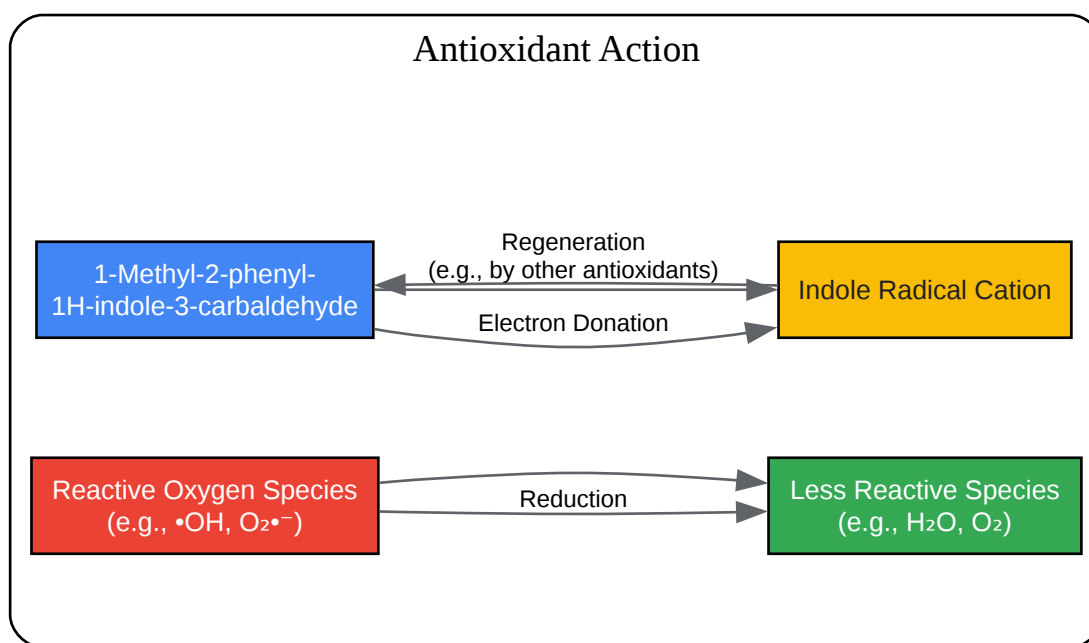 Antioxidant Action
Regeneration
(e.g., by other antioxidants)
1-Methyl-2-phenyl-
1H-indole-3-carbaldehyde
Indole Radical Cation
Electron Donation
Reactive Oxygen Species
(e.g., •OH, O₂•⁻)
Reduction
Less Reactive Species
(e.g., H₂O, O₂)